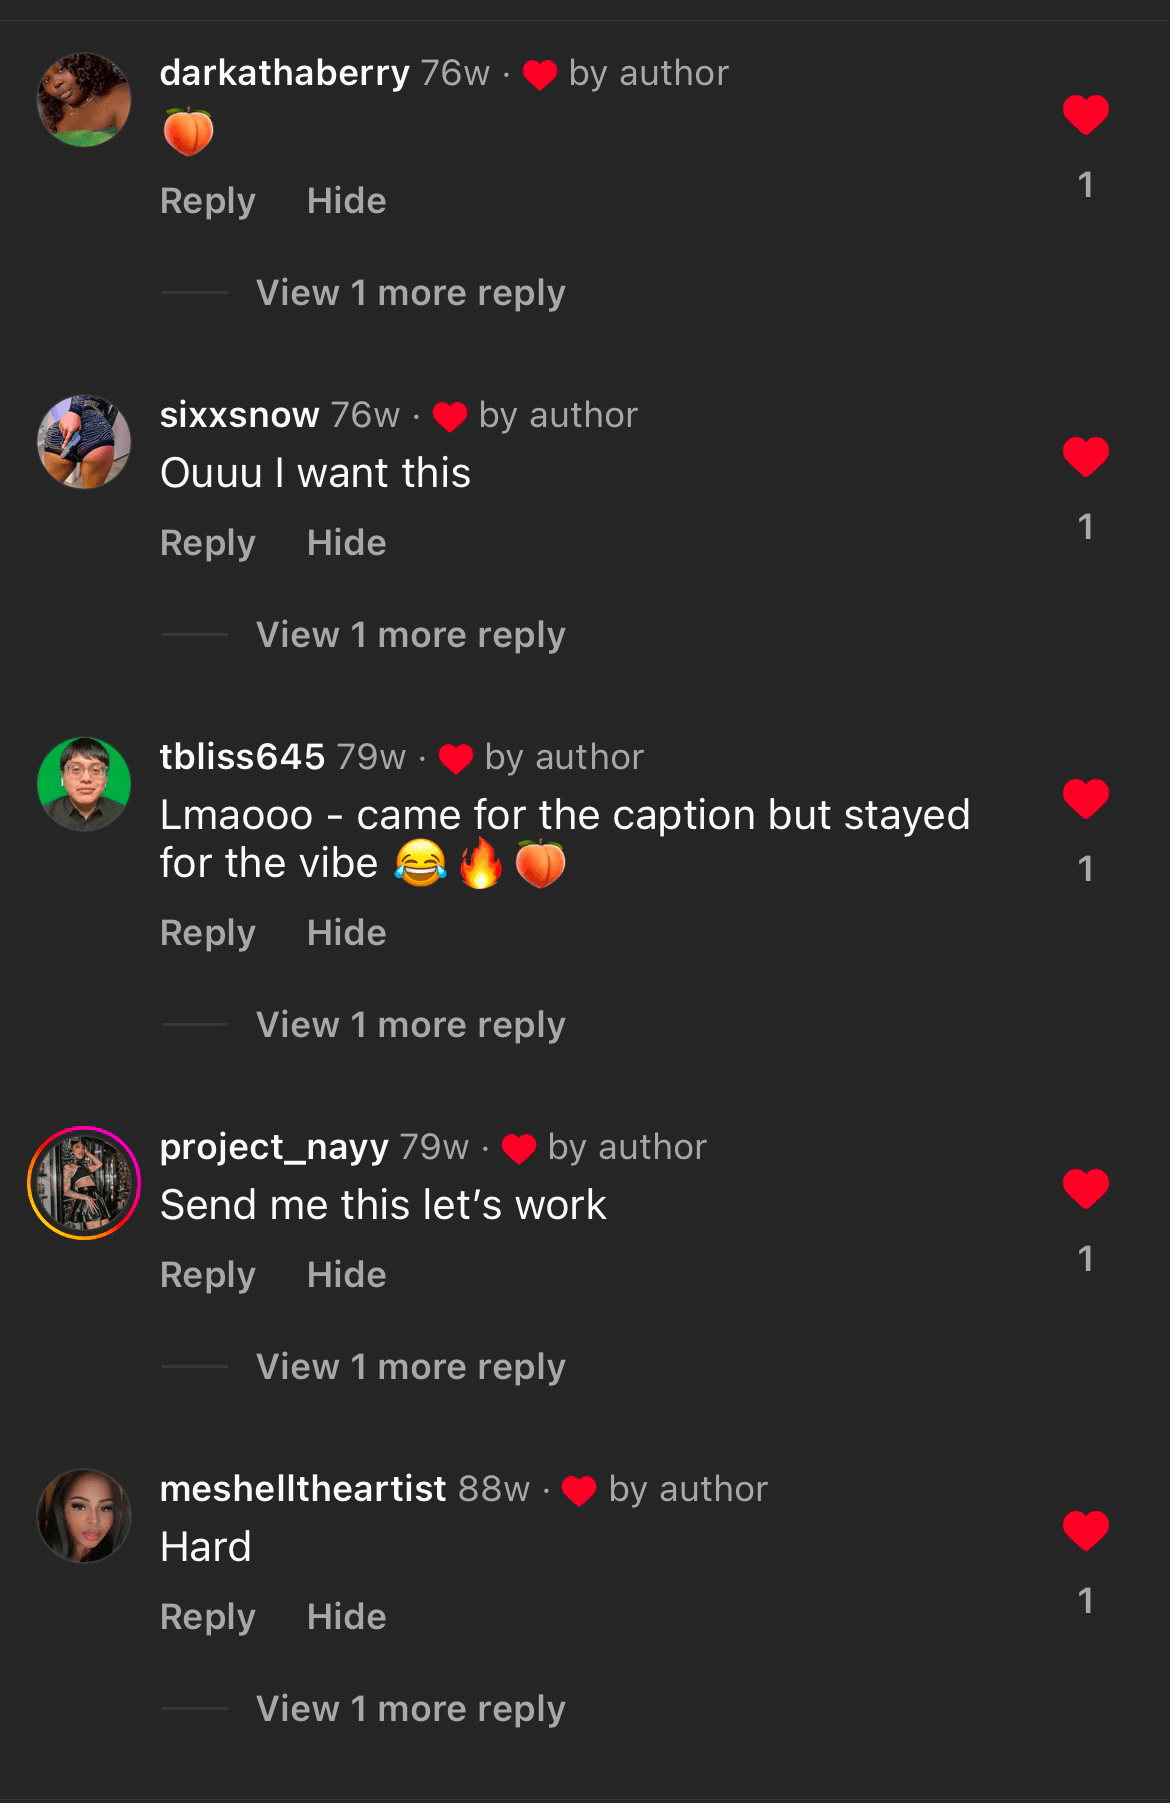 darkathaberry 76w · ❤️ by author
🍑
1
Reply Hide
View 1 more reply
sixxsnow 76w · ❤️ by author
Ouuu I want this
1
Reply Hide
View 1 more reply
tbliss645 79w · ❤️ by author
Lmaooo - came for the caption but stayed
for the vibe 😂🔥🍑
1
Reply Hide
View 1 more reply
project_nayy 79w · ❤️ by author
Send me this let’s work
1
Reply Hide
View 1 more reply
meshelltheartist 88w · ❤️ by author
Hard
1
Reply Hide
View 1 more reply